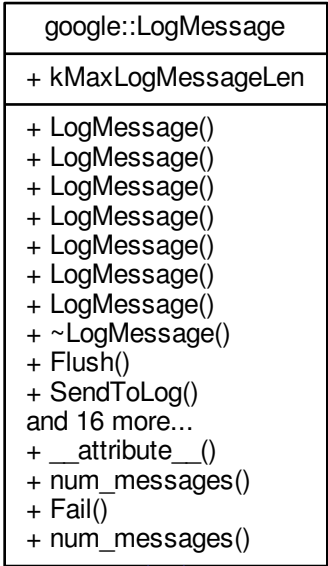 google::LogMessage
+ kMaxLogMessageLen
+ LogMessage()
+ LogMessage()
+ LogMessage()
+ LogMessage()
+ LogMessage()
+ LogMessage()
+ LogMessage()
+ ~LogMessage()
+ Flush()
+ SendToLog()
and 16 more...
+ __attribute__()
+ num_messages()
+ Fail()
+ num_messages()